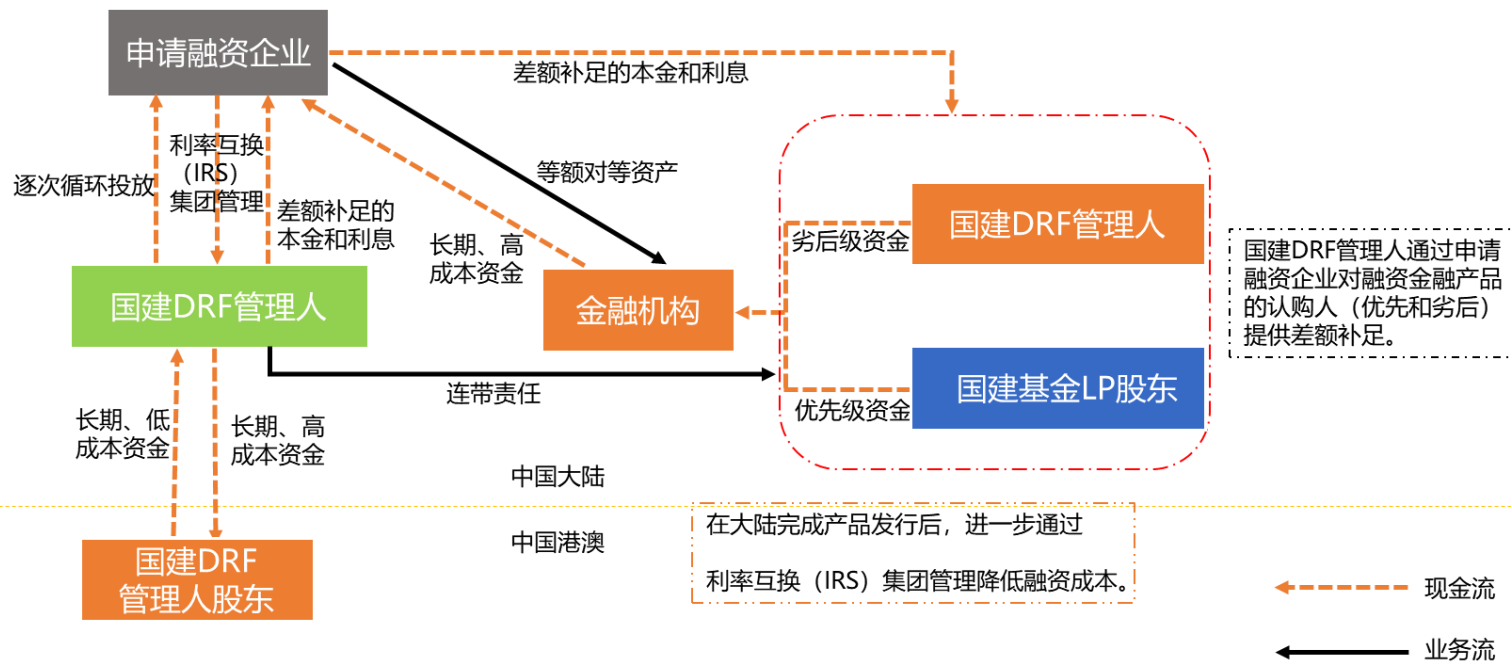 申请融资企业
差额补足的本金和利息
逐次循环投放
利率互换
（IRS）
集团管理
差额补足的
本金和利息
等额对等资产
长期、高
成本资金
国建DRF管理人
金融机构
劣后级资金
国建DRF管理人
优先级资金
国建基金LP股东
国建DRF管理人通过申请
融资企业对融资金融产品
的认购人（优先和劣后）
提供差额补足。
连带责任
长期、低
成本资金
长期、高
成本资金
中国大陆
中国港澳
国建DRF
管理人股东
在大陆完成产品发行后，进一步通过
利率互换（IRS）集团管理降低融资成本。
现金流
业务流